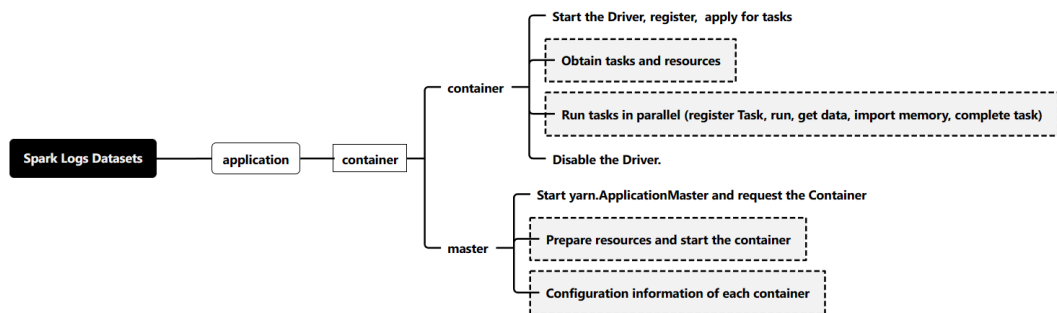 Start the Driver, register, apply for tasks
Obtain tasks and resources
container
Run tasks in parallel (register Task, run, get data, import memory, complete task)
Spark Logs Datasets
application
container
Disable the Driver.
Start yarn.ApplicationMaster and request the Container
master
Prepare resources and start the container
Configuration information of each container